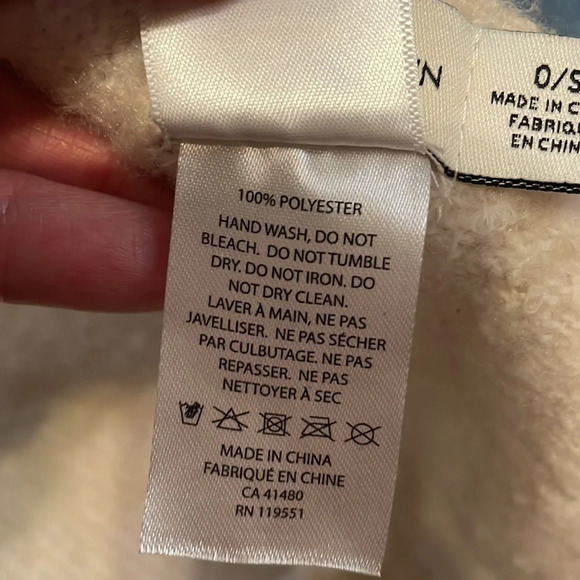 0/S
MADE IN
FABRIQU
EN CHIN
100% POLYESTER
HAND WASH, DO NOT
BLEACH. DO NOT TUMBLE
DRY. DO NOT IRON. DO
NOT DRY CLEAN.
LAVER À MAIN, NE PAS
JAVELLISER. NE PAS SÉCHER
PAR CULBUTAGE. NE PAS
REPASSER. NE PAS
NETTOYER À SEC
MADE IN CHINA
FABRIQUÉ EN CHINE
CA 41480
RN 119551